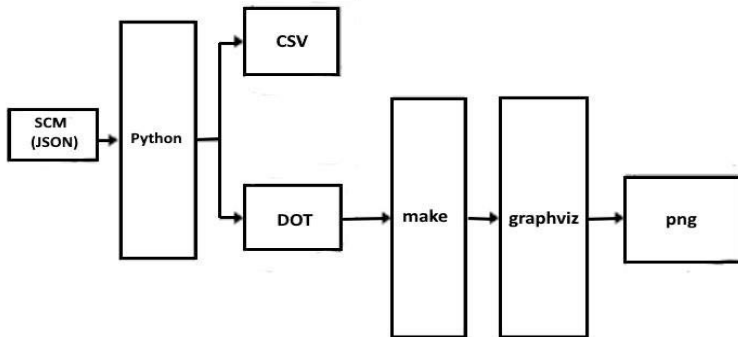 CSV
SCM
(JSON)
Python
DOT
make
graphviz
png